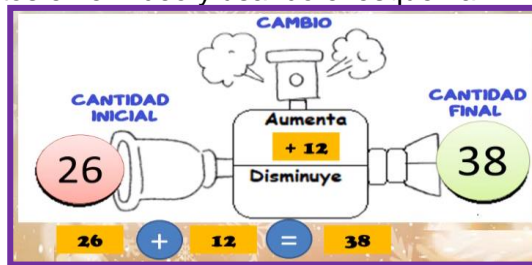 CAMBIO
CANTIDAD
INICIAL
26
Aumenta
+ 12
Disminuye
CANTIDAD
FINAL
38
26 + 12 = 38